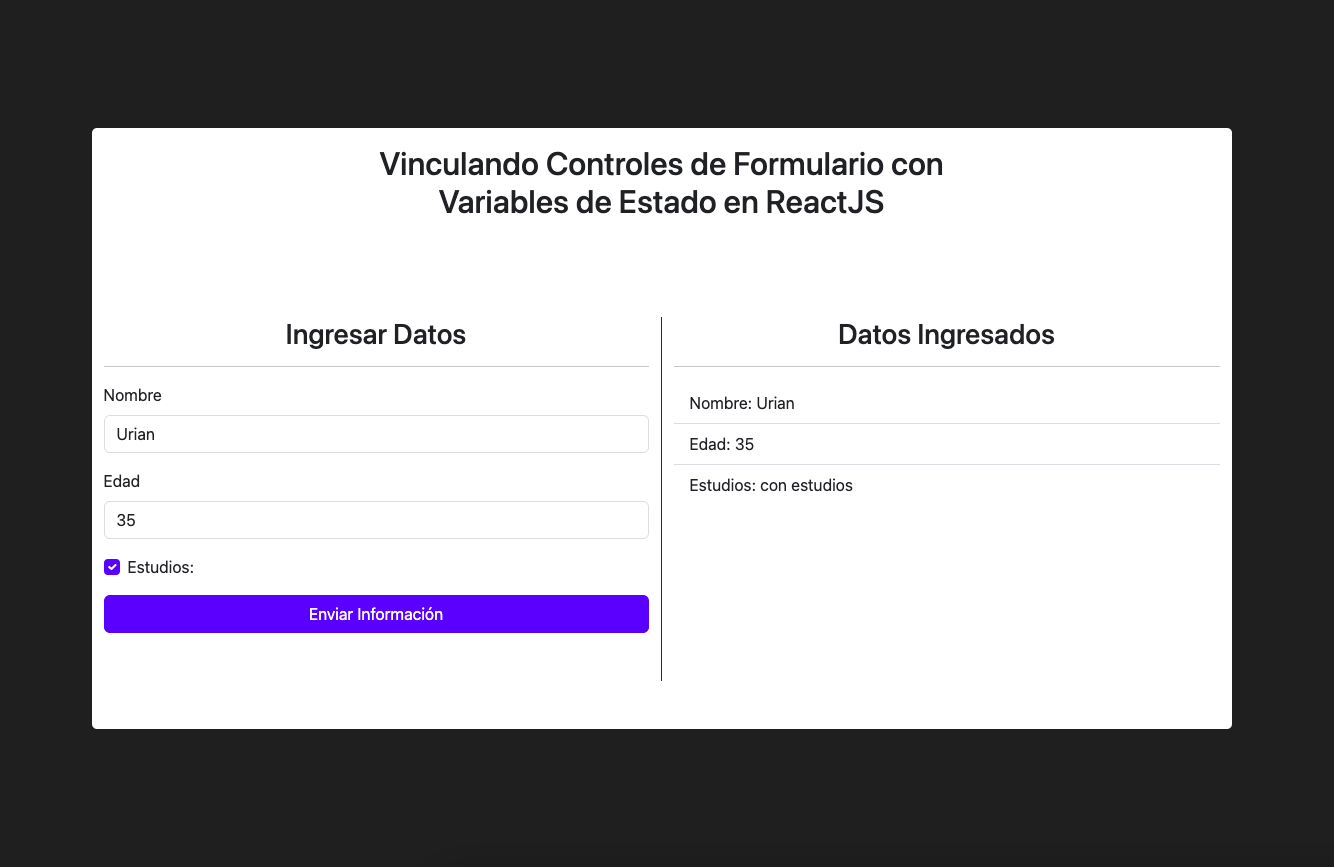 Vinculando Controles de Formulario con
Variables de Estado en ReactJS
Ingresar Datos
Nombre
Urian
Edad
35
Estudios:
Enviar Información
Datos Ingresados
Nombre: Urian
Edad: 35
Estudios: con estudios